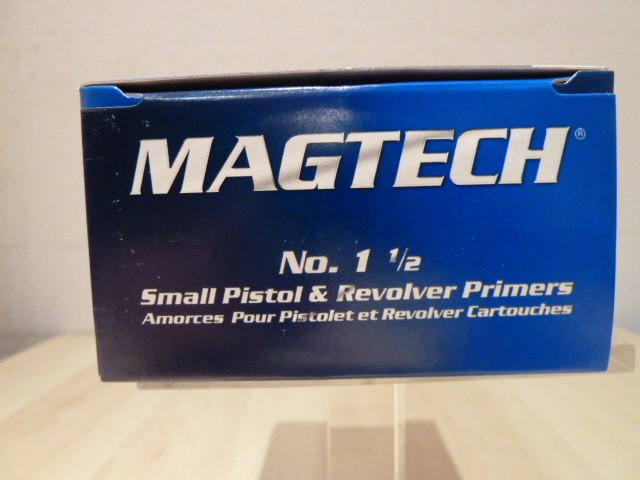 MAGTECH®
No. 1 1/2
Small Pistol & Revolver Primers
Amorces Pour Pistolet et Revolver Cartouches